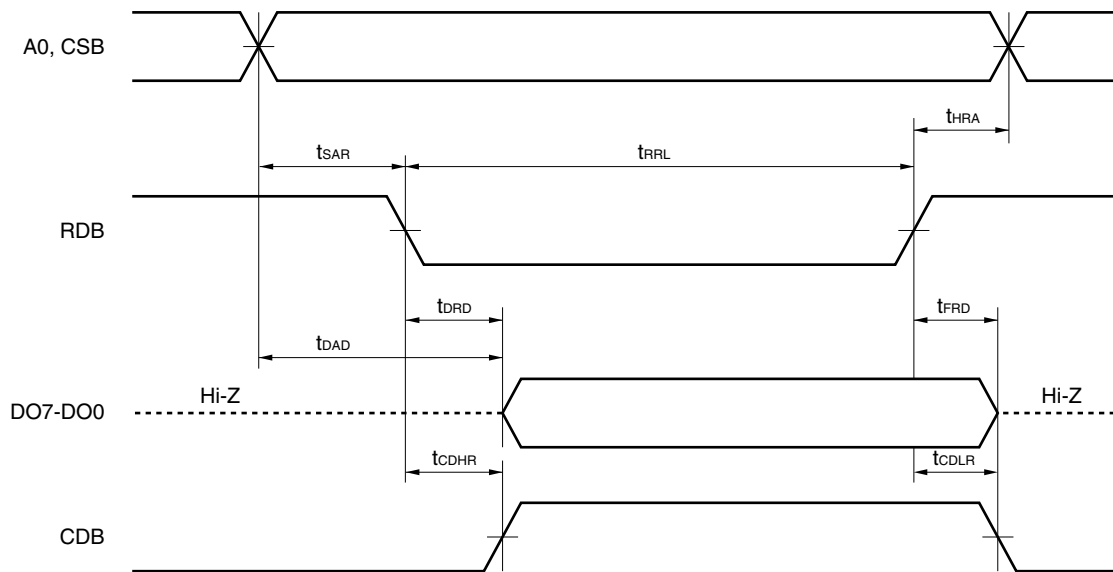 A0, CSB
tHRA
tSAR
tRRL
RDB
tDRD
tFRD
tDAD
Hi-Z
Hi-Z
DO7-DO0
tCDHR
tCDLR
CDB